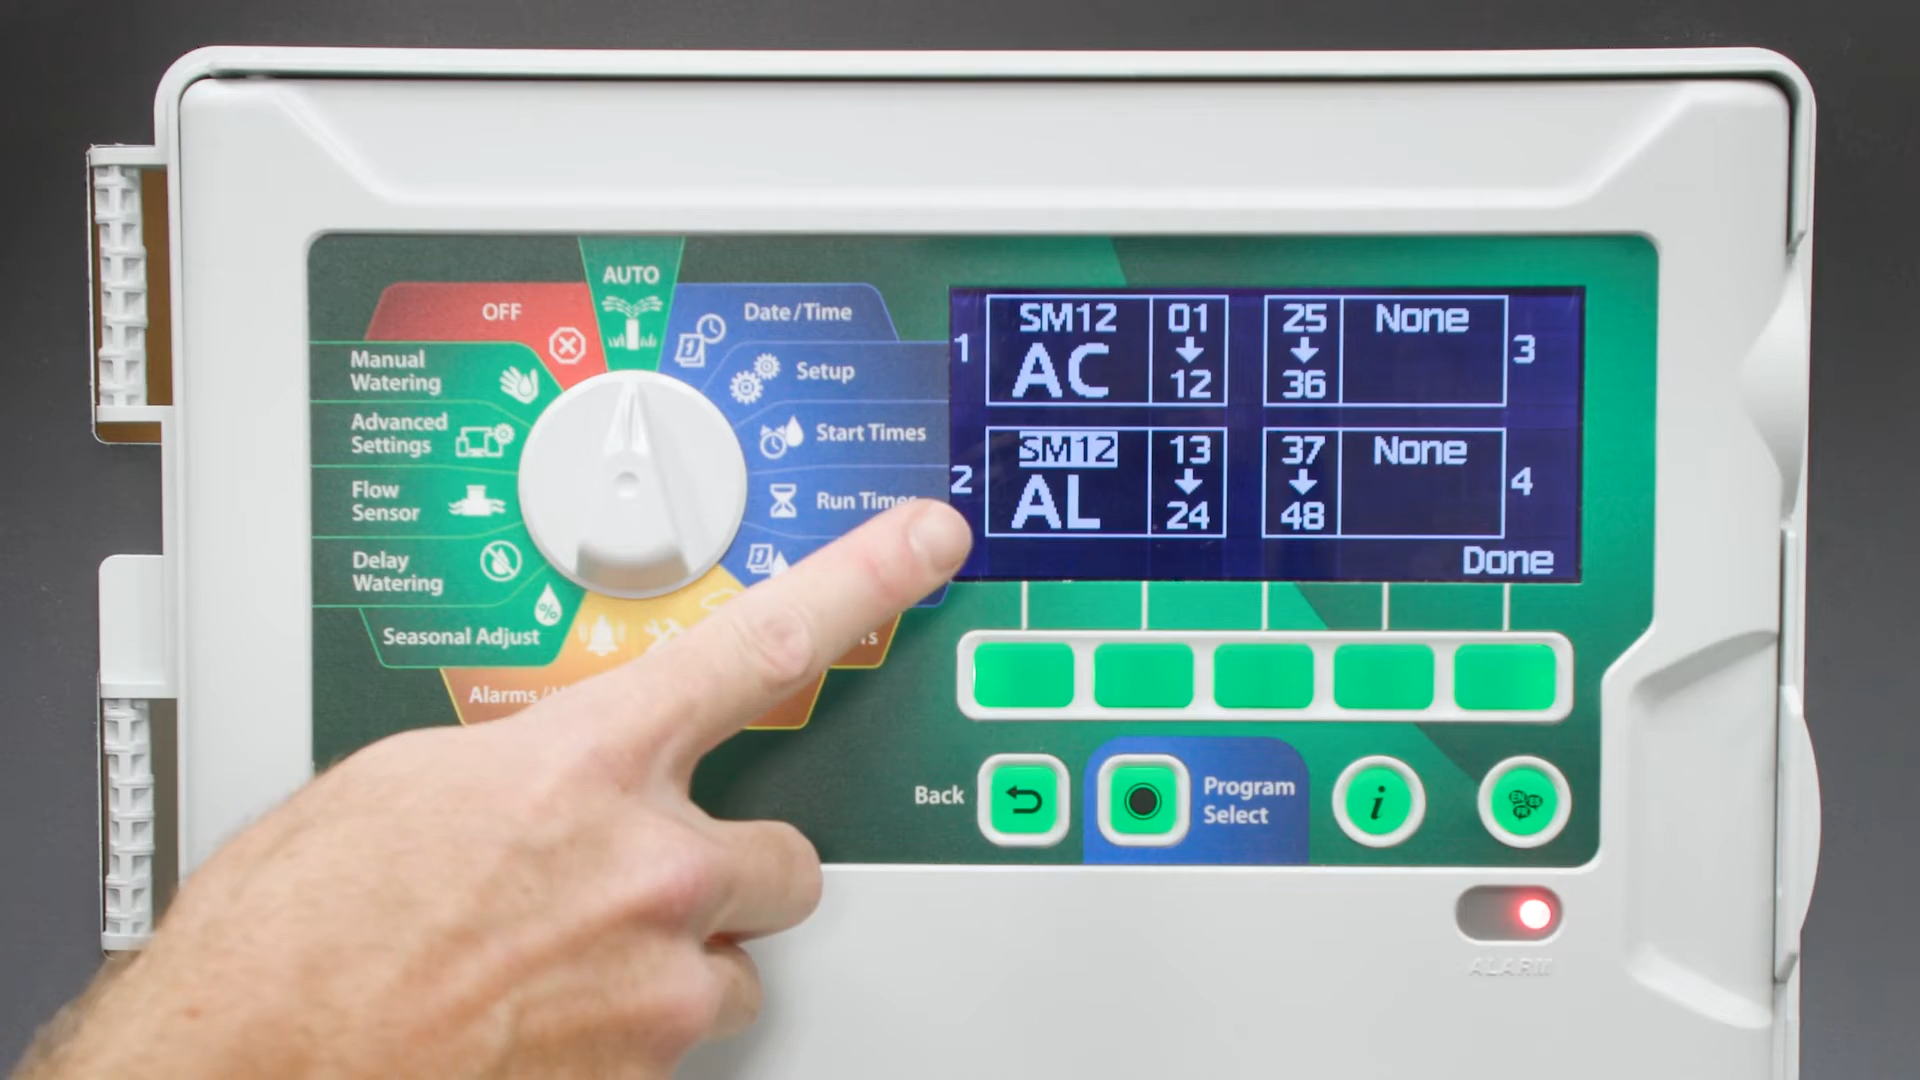 AUTO
OFF
Manual
Watering
Advanced
Settings
Flow
Sensor
Delay
Watering
Seasonal Adjust
Alarms /
Date/Time
Setup
Start Times
Run Times
1
SM12
AC
01
12
25
36
None
3
2
SM12
AL
13
24
37
48
None
4
Done
Back
Program
Select
i
ALARM